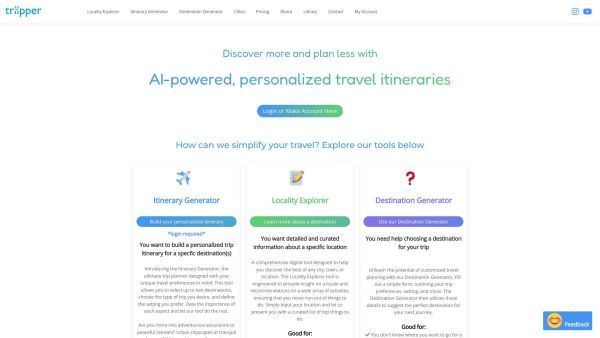 triipper
Locality Explorer Itinerary Generator Destination Generator Cities Pricing About Library Contact My Account
Discover more and plan less with
AI-powered, personalized travel itineraries
Login or Make Account Here
How can we simplify your travel? Explore our tools below
Itinerary Generator
Build your personalized itinerary
*login required*
You want to build a personalized trip
itinerary for a specific destination(s)
Introducing the Itinerary Generator, the
ultimate trip planner designed with your
unique travel preferences in mind. This tool
allows you to select up to two destinations,
choose the type of trip you desire, and define
the setting you prefer. Rate the importance of
each aspect and let our tool do the rest.
Are you more into adventurous excursions or
peaceful retreats? Urban cityscapes or tranquil
Locality Explorer
Learn more about a destination
You want detailed and curated
information about a specific location
A comprehensive digital tool designed to help
you discover the best of any city, town, or
location. The Locality Explorer Tool is
engineered to provide insight on a locale and
recommendations on a wide array of activities,
ensuring that you never run out of things to
do. Simply input your location and let us
present you with a curated list of top things to
do.
Good for:
Destination Generator
Use our Destination Generator
You need help choosing a destination
for your trip
Unleash the potential of customized travel
planning with our Destination Generator. Fill
out a simple form, outlining your trip
preferences, setting, and more. The
Destination Generator then utilizes these
details to suggest the perfect destination for
your next journey.
Good for:
You don't know where you want to go for a
Feedback